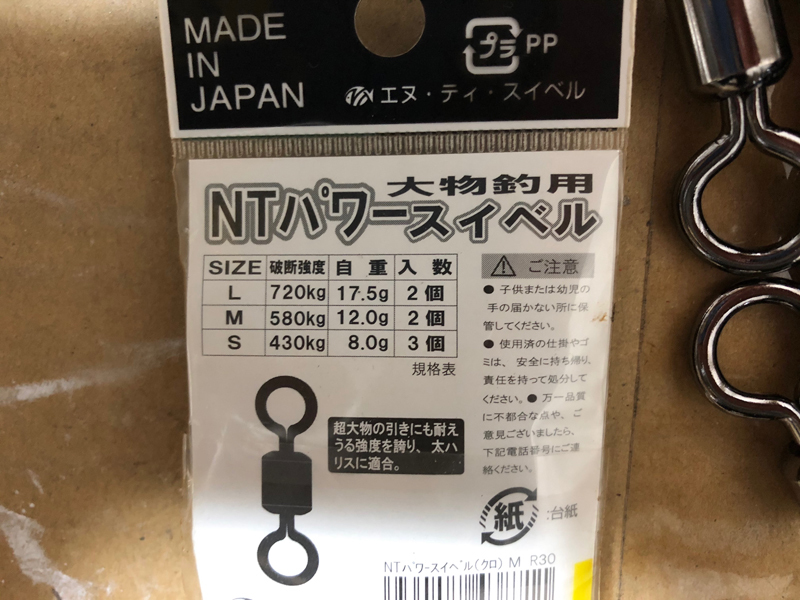 MADE
IN
JAPAN
プラ PP
エヌ・ティ・スイベル
大物釣用
NTパワースイベル
SIZE 破断強度 自重 入数
L 720kg 17.5g 2個
M 580kg 12.0g 2個
S 430kg 8.0g 3個
規格表
超大物の引きにも耐え
うる強度を誇り、太ハ
リスに適合。
ご注意
● 子供または幼児の
手の届かない所に保
管してください。
● 使用済の仕掛やゴ
ミは、安全に持ち帰り、
責任を持って処分して
ください。● 万一品質
に不都合な点や、ご
意見ございましたら、
下記電話番号にご連
絡ください。
紙 :台紙
NTパワースイベル(クロ) M R30